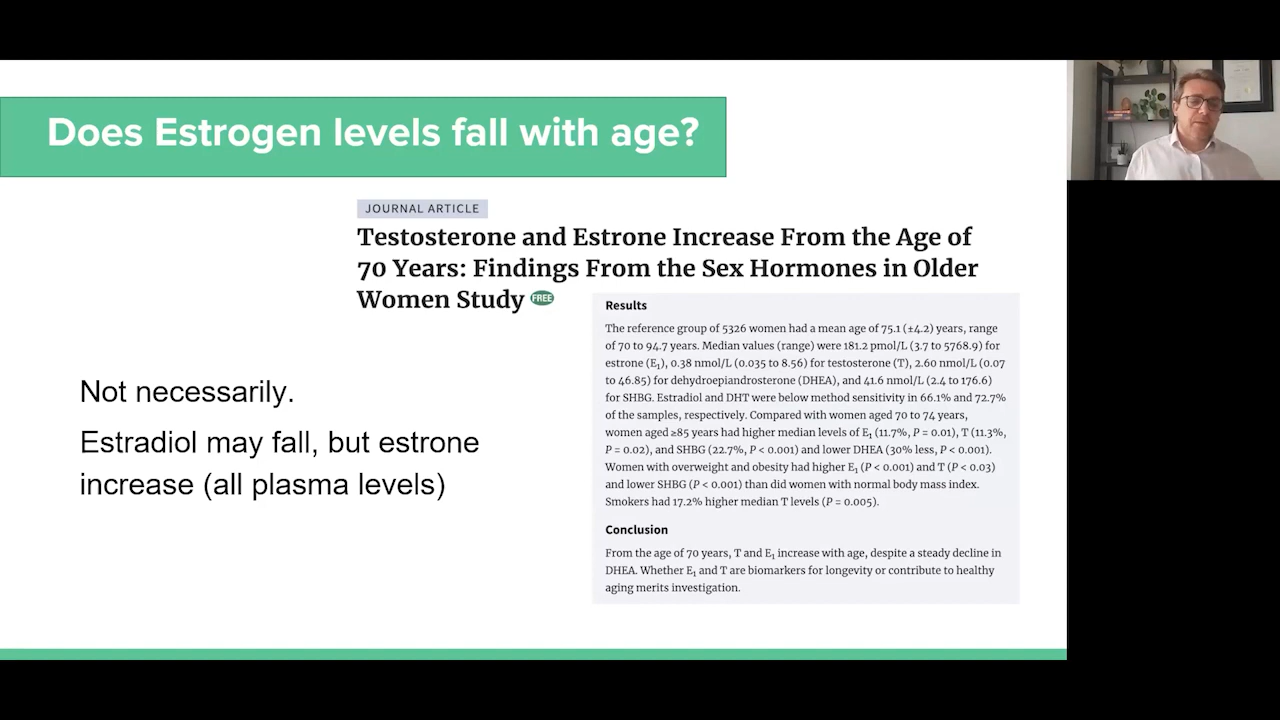 Does Estrogen levels fall with age?
JOURNAL ARTICLE
Testosterone and Estrone Increase From the Age of
70 Years: Findings From the Sex Hormones in Older
Women Study FREE
Not necessarily.
Estradiol may fall, but estrone
increase (all plasma levels)
Results
The reference group of 5326 women had a mean age of 75.1 (±4.2) years, range
of 70 to 94.7 years. Median values (range) were 181.2 pmol/L (3.7 to 5768.9) for
estrone (E₁), 0.38 nmol/L (0.035 to 8.56) for testosterone (T), 2.60 nmol/L (0.07
to 46.85) for dehydroepiandrosterone (DHEA), and 41.6 nmol/L (2.4 to 176.6)
for SHBG. Estradiol and DHT were below method sensitivity in 66.1% and 72.7%
of the samples, respectively. Compared with women aged 70 to 74 years,
women aged ≥85 years had higher median levels of E₁ (11.7%, P = 0.01), T (11.3%,
P = 0.02), and SHBG (22.7%, P < 0.001) and lower DHEA (30% less, P < 0.001).
Women with overweight and obesity had higher E₁ (P < 0.001) and T (P < 0.03)
and lower SHBG (P < 0.001) than did women with normal body mass index.
Smokers had 17.2% higher median T levels (P = 0.005).
Conclusion
From the age of 70 years, T and E₁ increase with age, despite a steady decline in
DHEA. Whether E₁ and T are biomarkers for longevity or contribute to healthy
aging merits investigation.